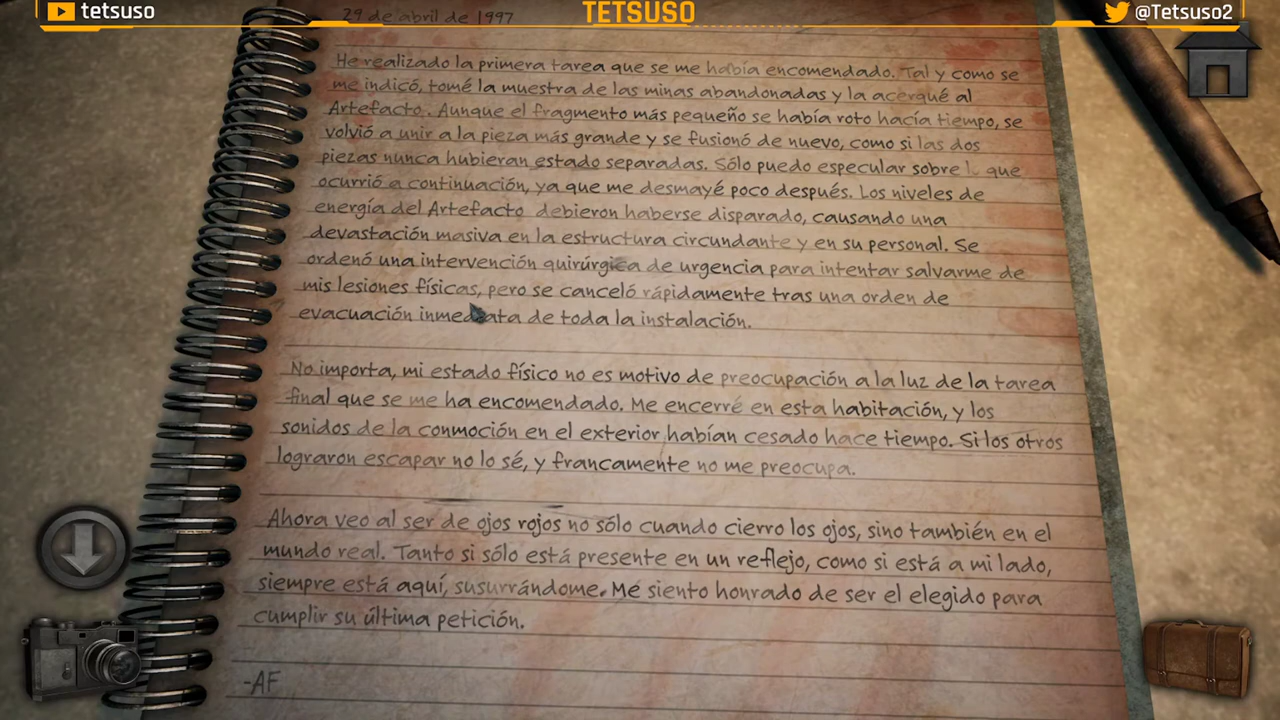 tetsuso
TETSUSO
@Tetsuso2
29 de abril de 1997
He realizado la primera tarea que se me había encomendado. Tal y como se
me indicó, tomé la muestra de las minas abandonadas y la acerqué al
Artefacto. Aunque el fragmento más pequeño se había roto hacía tiempo, se
volvió a unir a la pieza más grande y se fusionó de nuevo, como si las dos
piezas nunca hubieran estado separadas. Sólo puedo especular sobre que
ocurrió a continuación, ya que me desmayé poco después. Los niveles de
energía del Artefacto debieron haberse disparado, causando una
devastación masiva en la estructura circundante y en su personal. Se
ordenó una intervención quirúrgica de urgencia para intentar salvarme de
mis lesiones físicas, pero se canceló rápidamente tras una orden de
evacuación inmediata de toda la instalación.
No importa, mi estado físico no es motivo de preocupación a la luz de la tarea
final que se me ha encomendado. Me encerré en esta habitación, y los
sonidos de la conmoción en el exterior habían cesado hace tiempo. Si los otros
lograron escapar no lo sé, y francamente no me preocupa.
Ahora veo al ser de ojos rojos no sólo cuando cierro los ojos, sino también en el
mundo real. Tanto si sólo está presente en un reflejo, como si está a mi lado,
siempre está aquí, susurrándome. Me siento honrado de ser el elegido para
cumplir su última petición.
-AF